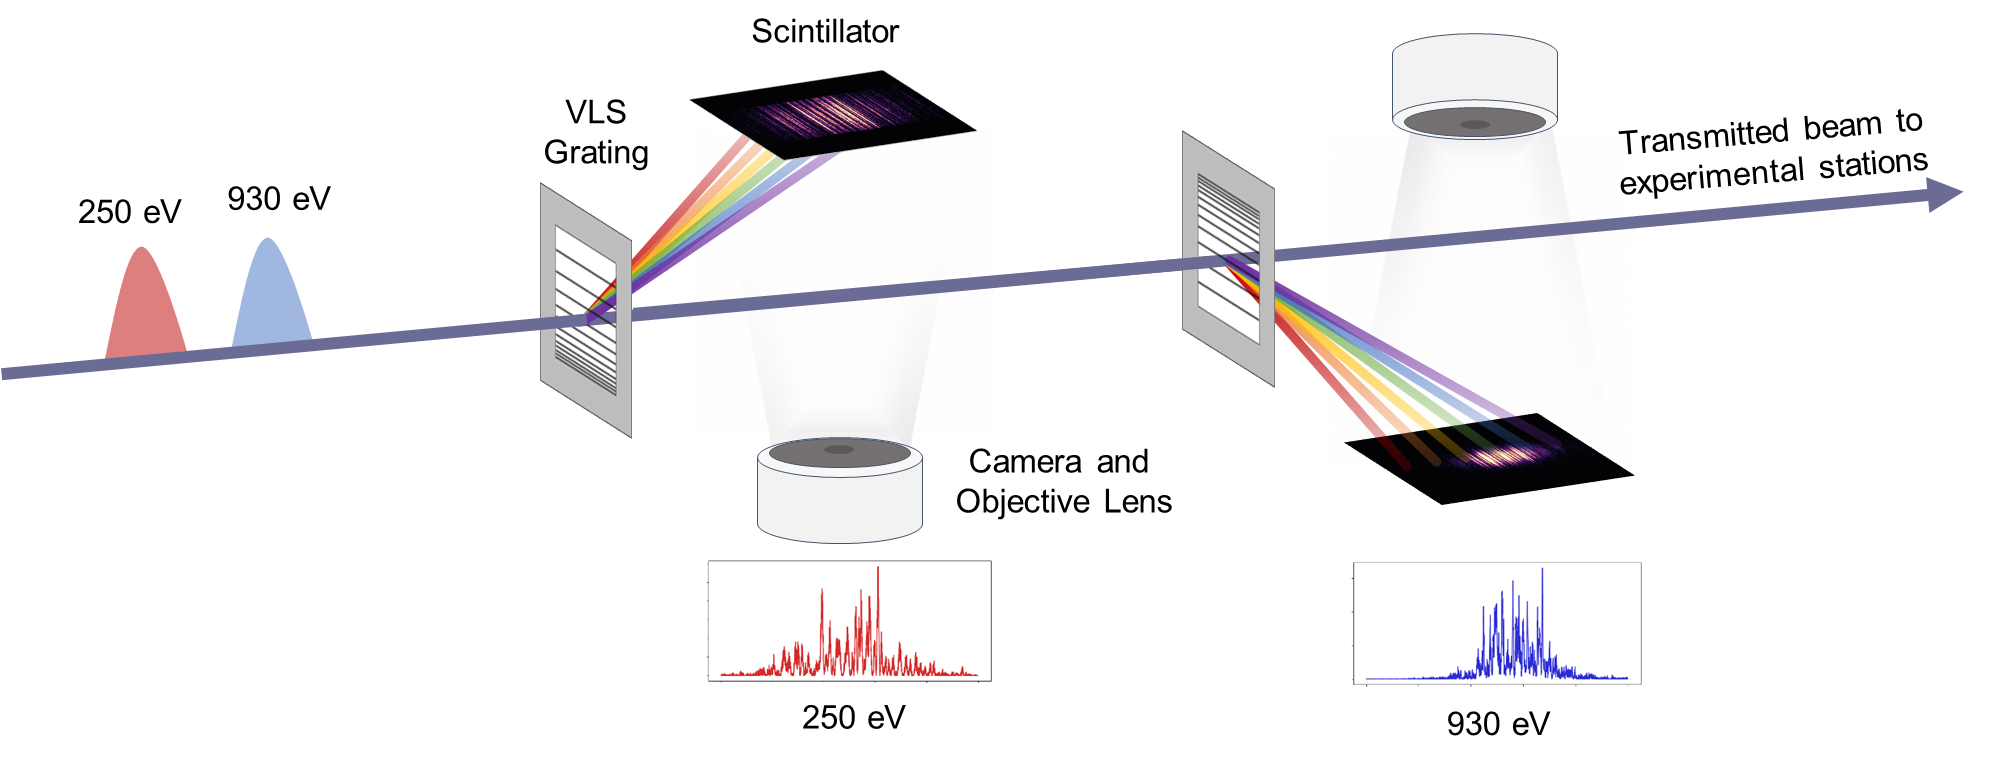 Scintillator
VLS
Grating
250 eV
930 eV
Transmitted beam to
experimental stations
Camera and
Objective Lens
250 eV
930 eV